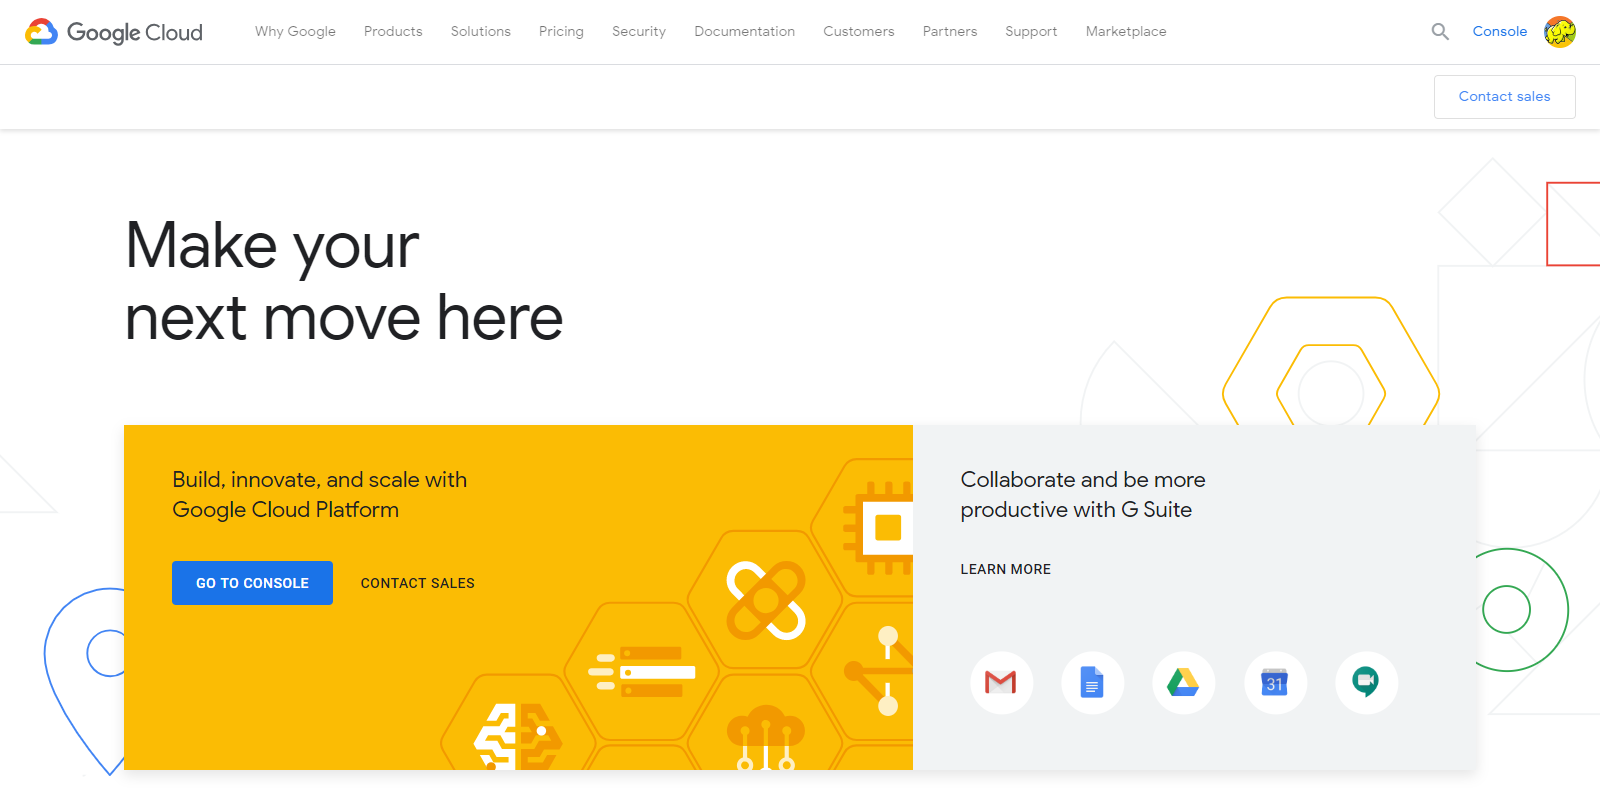 Google Cloud
Why Google
Products
Solutions
Pricing
Security
Documentation
Customers
Partners
Support
Marketplace
Console
Contact sales
Make your
next move here
Build, innovate, and scale with
Google Cloud Platform
GO TO CONSOLE
CONTACT SALES
Collaborate and be more
productive with G Suite
LEARN MORE
31